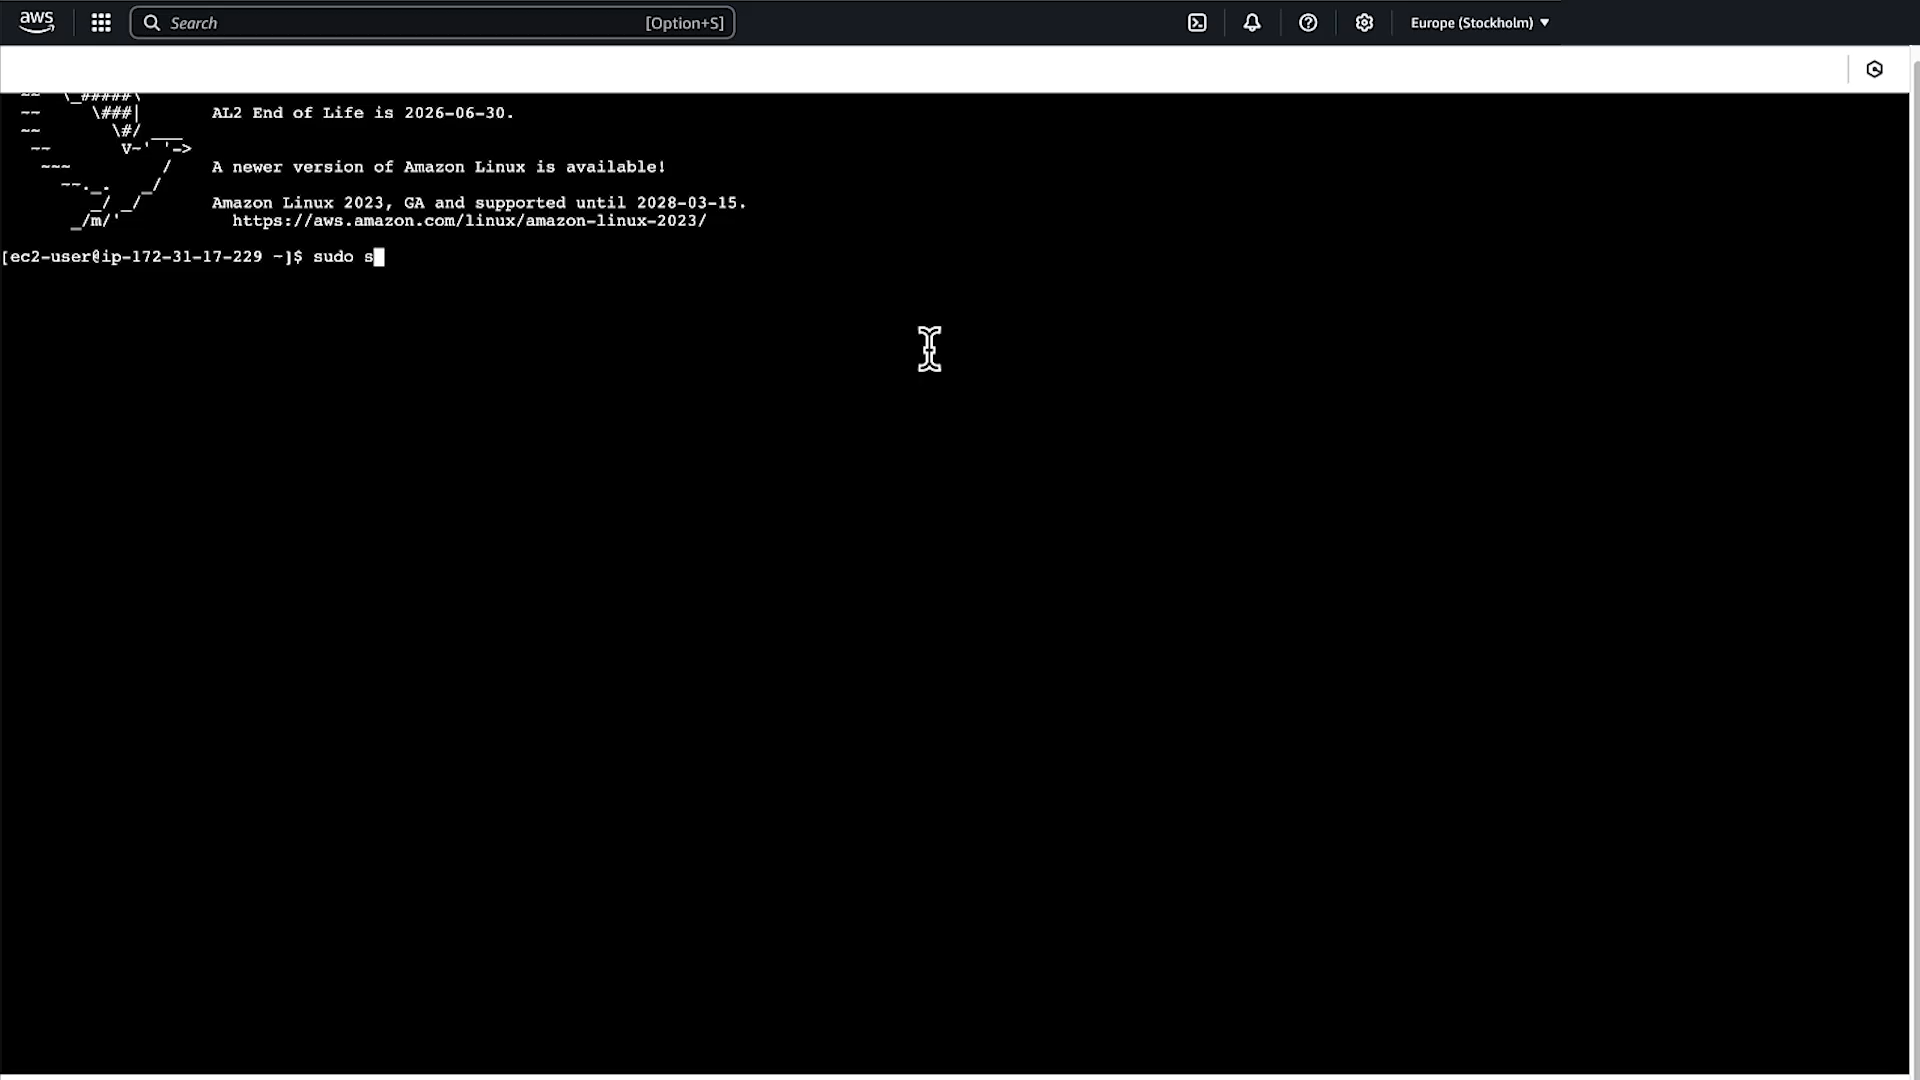 aws
Search [Option+S]
Europe (Stockholm)
~~ \_#####\
~~ \###| AL2 End of Life is 2026-06-30.
~~ \#/ ___
~~ V~' '->
~~~ / A newer version of Amazon Linux is available!
~~._. _/
_/ _/ Amazon Linux 2023, GA and supported until 2028-03-15.
_/m/' https://aws.amazon.com/linux/amazon-linux-2023/
[ec2-user@ip-172-31-17-229 ~]$ sudo s